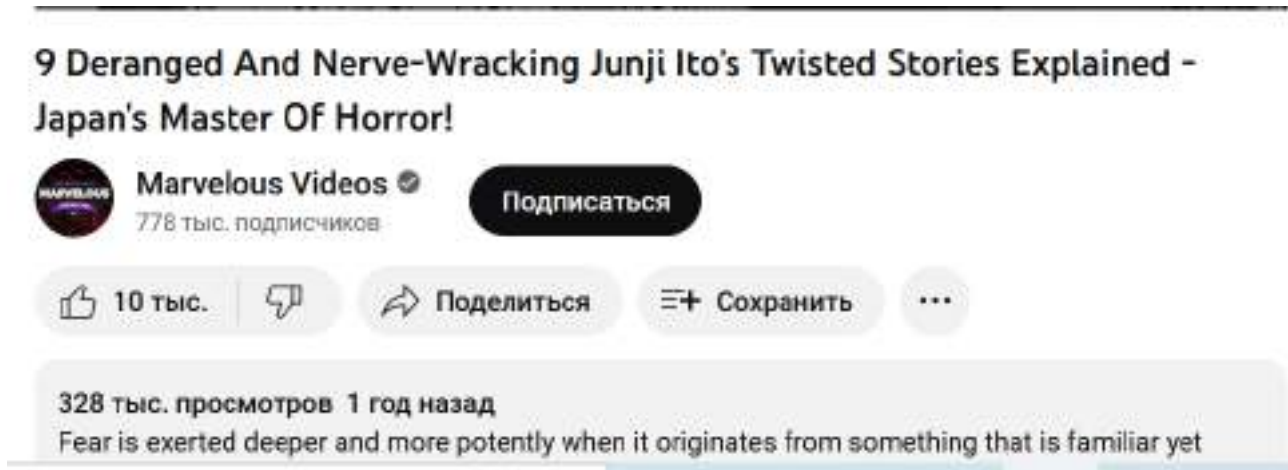 9 Deranged And Nerve-Wracking Junji Ito's Twisted Stories Explained -
Japan's Master Of Horror!
MARVELOUS
Marvelous Videos
778 тыс. подписчиков
Подписаться
10 тыс.
Поделиться
Сохранить
328 тыс. просмотров 1 год назад
Fear is exerted deeper and more potently when it originates from something that is familiar yet